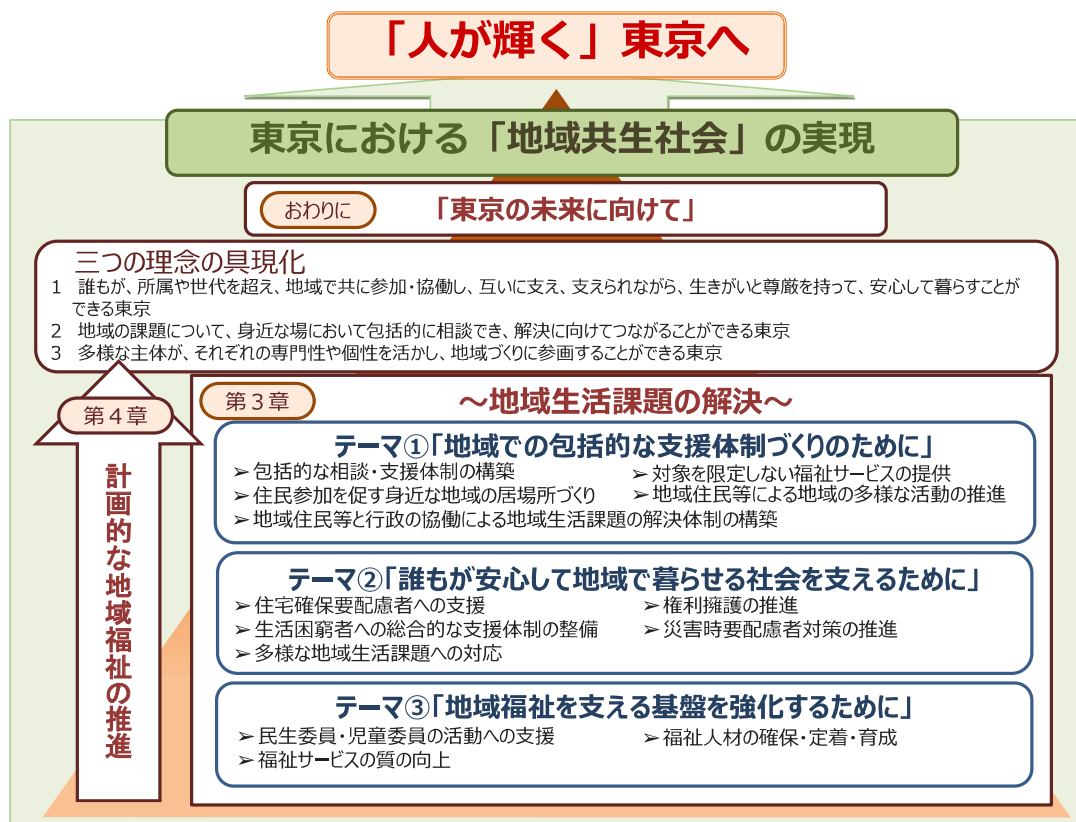 「人が輝く」東京へ
東京における「地域共生社会」の実現
おわりに
「東京の未来に向けて」
三つの理念の具現化
1 誰もが、所属や世代を超え、地域で共に参加・協働し、互いに支え、支えられながら、生きがいと尊厳を持って、安心して暮らすことが
できる東京
2 地域の課題について、身近な場において包括的に相談でき、解決に向けてつながることができる東京
3 多様な主体が、それぞれの専門性や個性を活かし、地域づくりに参画することができる東京
第４章
計画的な地域福祉の推進
第３章
～地域生活課題の解決～
テーマ①「地域での包括的な支援体制づくりのために」
➢包括的な相談・支援体制の構築
➢対象を限定しない福祉サービスの提供
➢住民参加を促す身近な地域の居場所づくり
➢地域住民等による地域の多様な活動の推進
➢地域住民等と行政の協働による地域生活課題の解決体制の構築
テーマ②「誰もが安心して地域で暮らせる社会を支えるために」
➢住宅確保要配慮者への支援
➢権利擁護の推進
➢生活困窮者への総合的な支援体制の整備
➢災害時要配慮者対策の推進
➢多様な地域生活課題への対応
テーマ③「地域福祉を支える基盤を強化するために」
➢民生委員・児童委員の活動への支援
➢福祉人材の確保・定着・育成
➢福祉サービスの質の向上